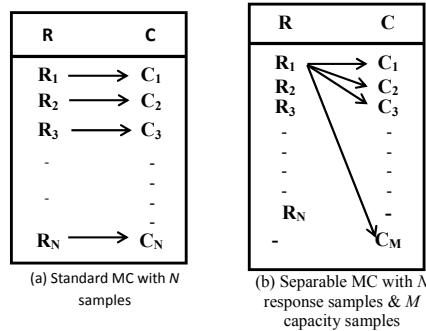 R C
R1 C1
R2 C2
R3 C3
- -
- -
-
-
RN CN
(a) Standard MC with N
samples
R C
R1 C1
R2 C2
R3 C3
- -
- -
- -
- -
RN -
- CM
(b) Separable MC with N
response samples & M
capacity samples